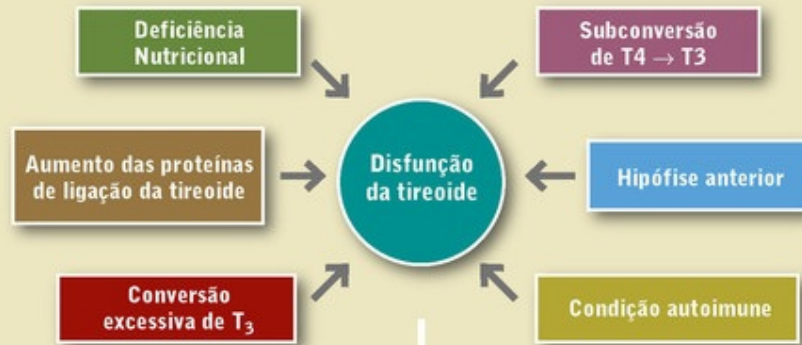 Deficiência
Nutricional
Subconversão
de T4 → T3
Aumento das proteínas
de ligação da tireoide
Disfunção
da tireoide
Hipófise anterior
Conversão
excessiva de T₃
Condição autoimune